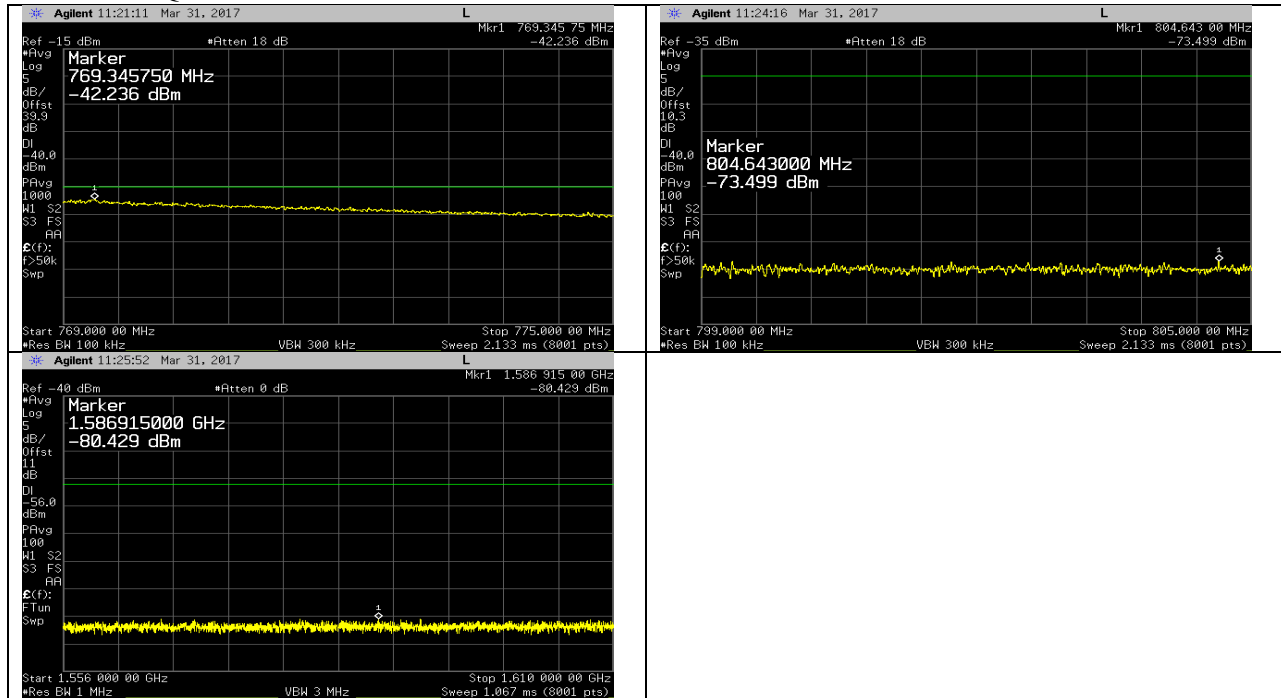 Agilent 11:21:11 Mar 31, 2017 L
Mkr1 769.345 75 MHz
Ref -15 dBm #Atten 18 dB -42.236 dBm
#Avg
Log
5
dB/
Offst
39.9
dB
DI
-40.0
dBm
PAvg
1000
W1 S2
S3 FS
AA
£(f):
f>50k
Swp
Marker
769.345750 MHz
-42.236 dBm
1
Start 769.000 00 MHz Stop 775.000 00 MHz
#Res BW 100 kHz VBW 300 kHz Sweep 2.133 ms (8001 pts)
Agilent 11:24:16 Mar 31, 2017 L
Mkr1 804.643 00 MHz
Ref -35 dBm #Atten 18 dB -73.499 dBm
#Avg
Log
5
dB/
Offst
10.3
dB
DI
-40.0
dBm
PAvg
100
W1 S2
S3 FS
AA
£(f):
f>50k
Swp
Marker
804.643000 MHz
-73.499 dBm
1
Start 799.000 00 MHz Stop 805.000 00 MHz
#Res BW 100 kHz VBW 300 kHz Sweep 2.133 ms (8001 pts)
Agilent 11:25:52 Mar 31, 2017 L
Mkr1 1.586 915 00 GHz
Ref -40 dBm #Atten 0 dB -80.429 dBm
#Avg
Log
5
dB/
Offst
11
dB
DI
-56.0
dBm
PAvg
100
W1 S2
S3 FS
AA
£(f):
FTun
Swp
Marker
1.586915000 GHz
-80.429 dBm
1
Start 1.556 000 00 GHz Stop 1.610 000 00 GHz
#Res BW 1 MHz VBW 3 MHz Sweep 1.067 ms (8001 pts)